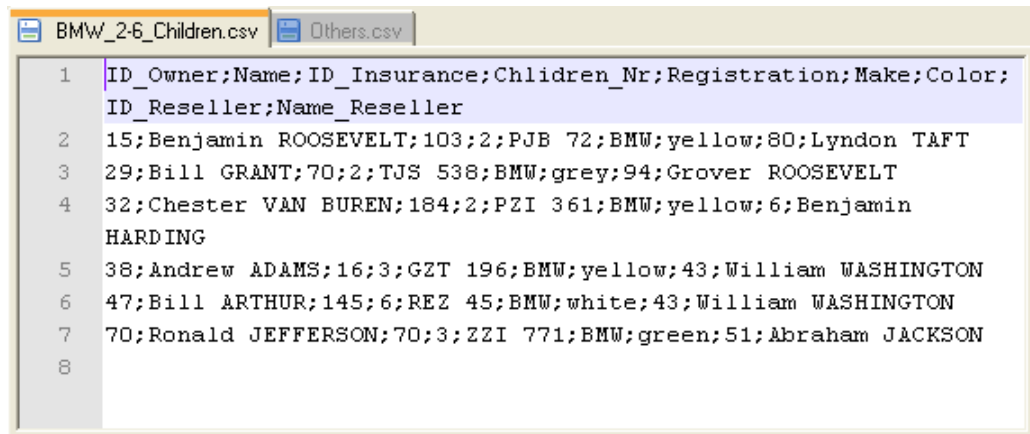 BMW_2-6_Children.csv Others.csv
1 ID_Owner;Name;ID_Insurance;Chlidren_Nr;Registration;Make;Color;
ID_Reseller;Name_Reseller
2 15;Benjamin ROOSEVELT;103;2;PJB 72;BMW;yellow;80;Lyndon TAFT
3 29;Bill GRANT;70;2;TJS 538;BMW;grey;94;Grover ROOSEVELT
4 32;Chester VAN BUREN;184;2;PZI 361;BMW;yellow;6;Benjamin
HARDING
5 38;Andrew ADAMS;16;3;GZT 196;BMW;yellow;43;William WASHINGTON
6 47;Bill ARTHUR;145;6;REZ 45;BMW;white;43;William WASHINGTON
7 70;Ronald JEFFERSON;70;3;ZZI 771;BMW;green;51;Abraham JACKSON
8